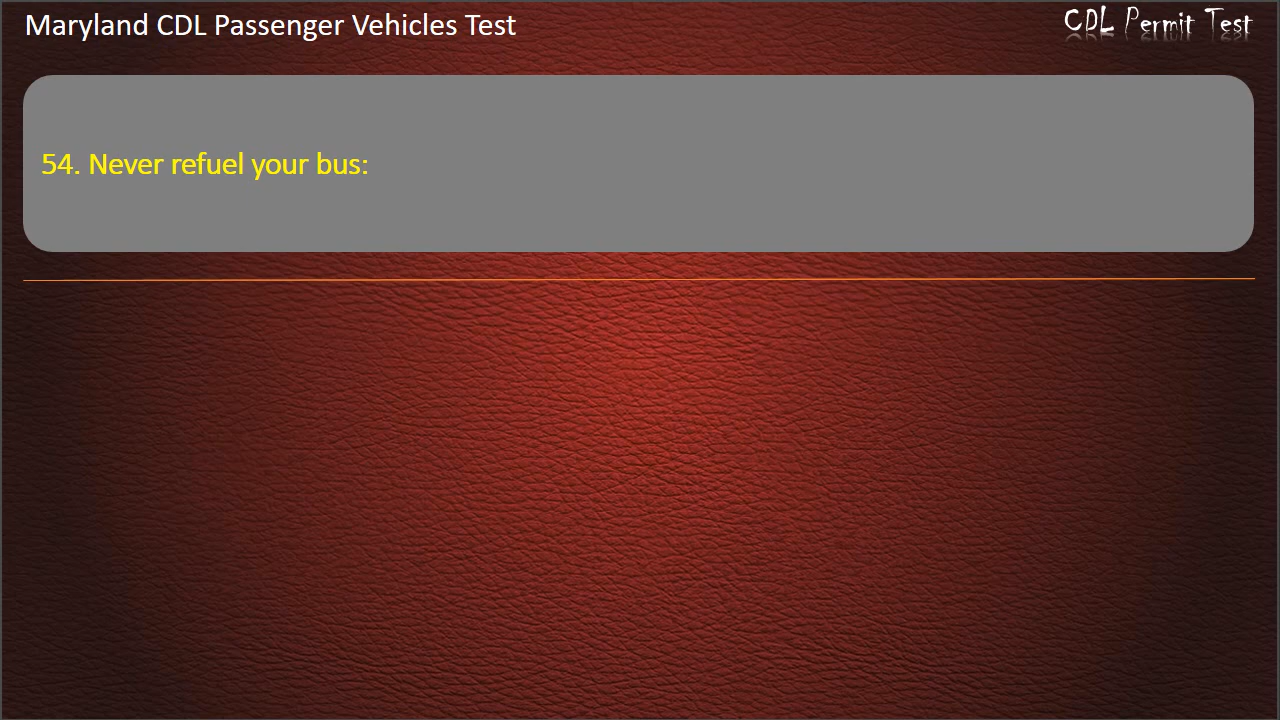 Maryland CDL Passenger Vehicles Test
CDL Permit Test
54. Never refuel your bus: